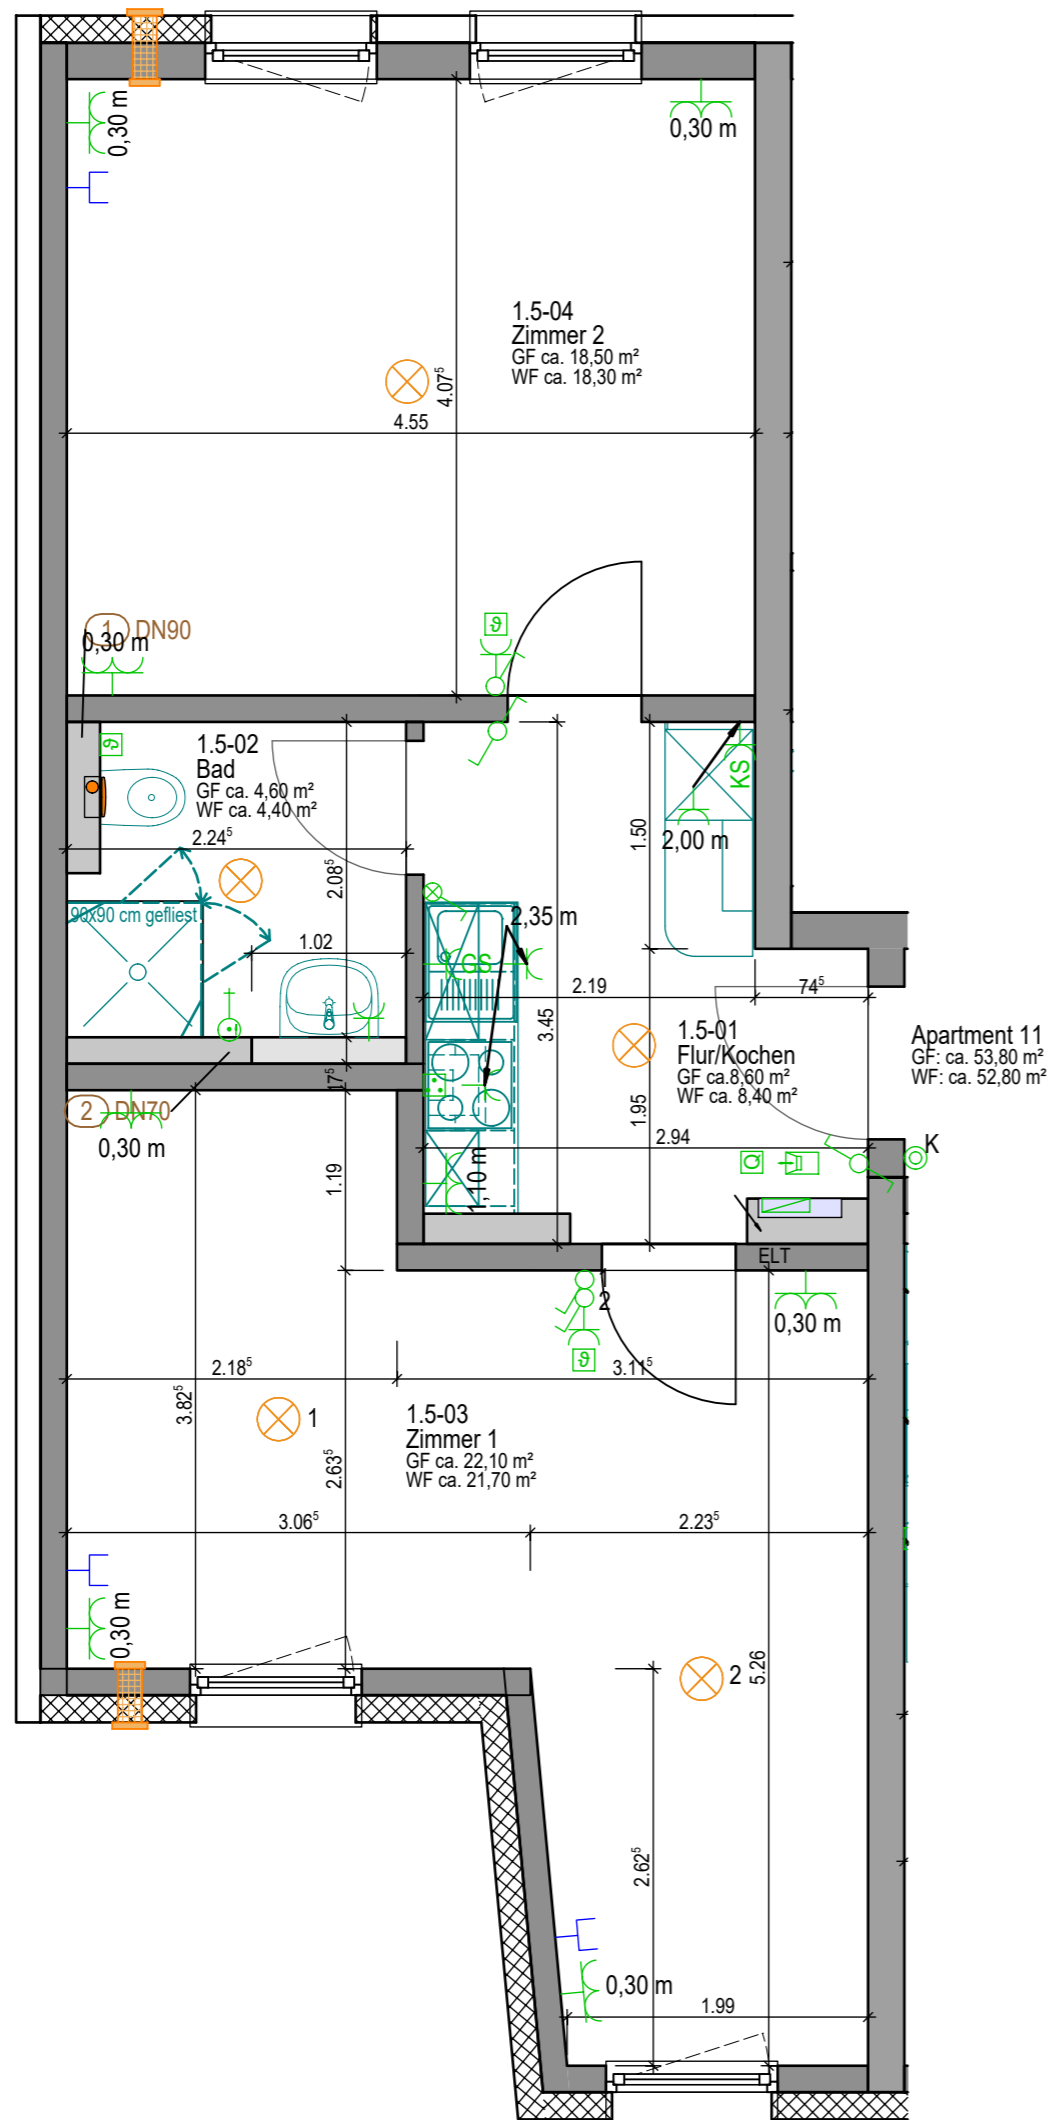 0,30 m
0,30 m
1.5-04
Zimmer 2
GF ca. 18,50 m²
WF ca. 18,30 m²
4.07⁵
4.55
1 DN90
0,30 m
ϑ
ϑ
1.5-02
Bad
GF ca. 4,60 m²
WF ca. 4,40 m²
2.24⁵
2.08⁵
KS
2,00 m
1.50
90x90 cm gefliest
1.02
2,35 m
GS
2.19
74⁵
3.45
1.5-01
Flur/Kochen
GF ca.8,60 m²
WF ca. 8,40 m²
Apartment 11
GF: ca. 53,80 m²
WF: ca. 52,80 m²
17⁵
2 DN70
0,30 m
1.95
2.94
K
Q
1,10 m
1.19
ELT
2
0,30 m
ϑ
2.18⁵
3.11⁵
3.82⁵
1
2.63⁵
1.5-03
Zimmer 1
GF ca. 22,10 m²
WF ca. 21,70 m²
3.06⁵
2.23⁵
0,30 m
2
5.26
2.62⁵
0,30 m
1.99